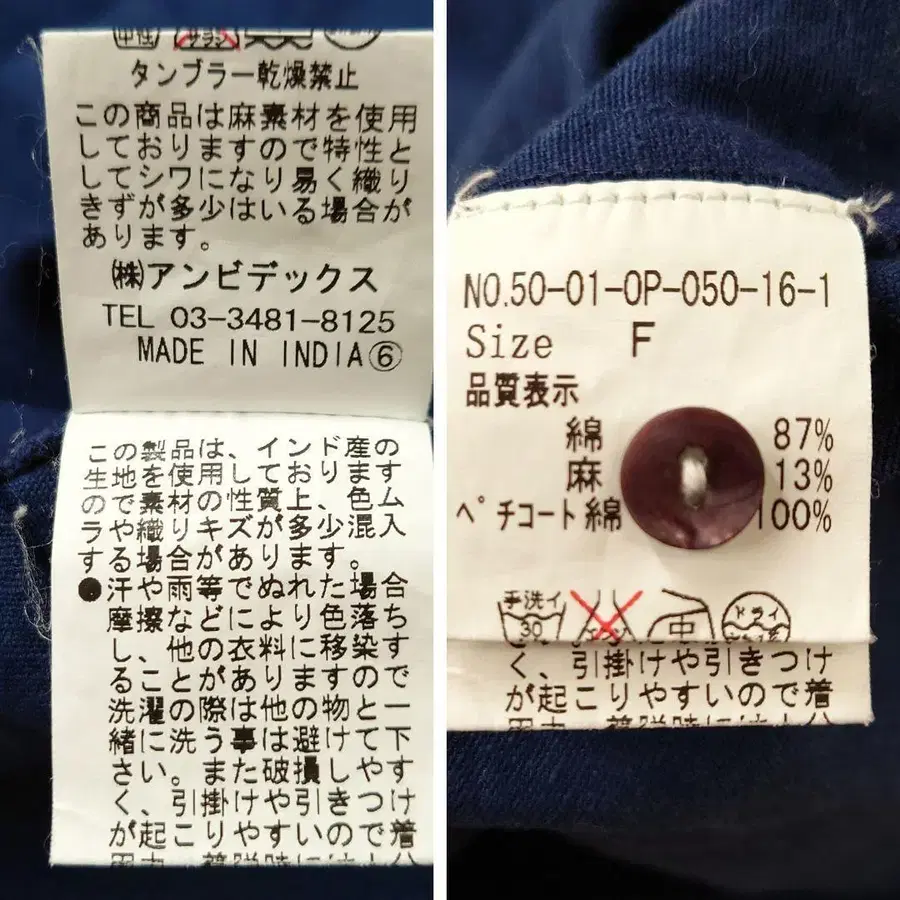 中性
タンブラー乾燥禁止
この商品は麻素材を使用
しておりますので特性と
してシワになり易く織り
きずが多少はいる場合が
あります。
㈱アンビデックス
TEL 03-3481-8125
MADE IN INDIA⑥
この製品は、インド産の
生地を使用しております
ので素材の性質上、色ム
ラや織りキズが多少混入
する場合があります。
●汗や雨等でぬれた場合
摩擦などにより色落ち
し、他の衣料に移染す
ることがありますので
洗濯の際は他の物と一
緒に洗う事は避けて下
さい。また破損しやす
く、引掛けや引きつけ
が起こりやすいので着
NO.50-01-OP-050-16-1
Size F
品質表示
綿 87%
麻 13%
ペチコート綿 100%
手洗イ 30 中 ドライ
く、引掛けや引きつけ
が起こりやすいので着